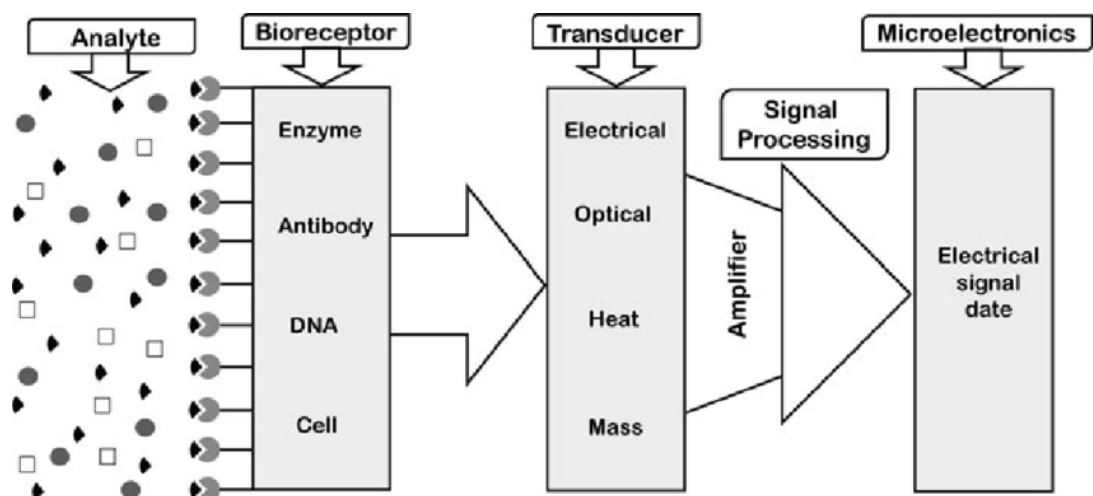 Analyte
Bioreceptor
Transducer
Microelectronics
Enzyme
Antibody
DNA
Cell
Electrical
Optical
Heat
Mass
Signal
Processing
Amplifier
Electrical
signal
date